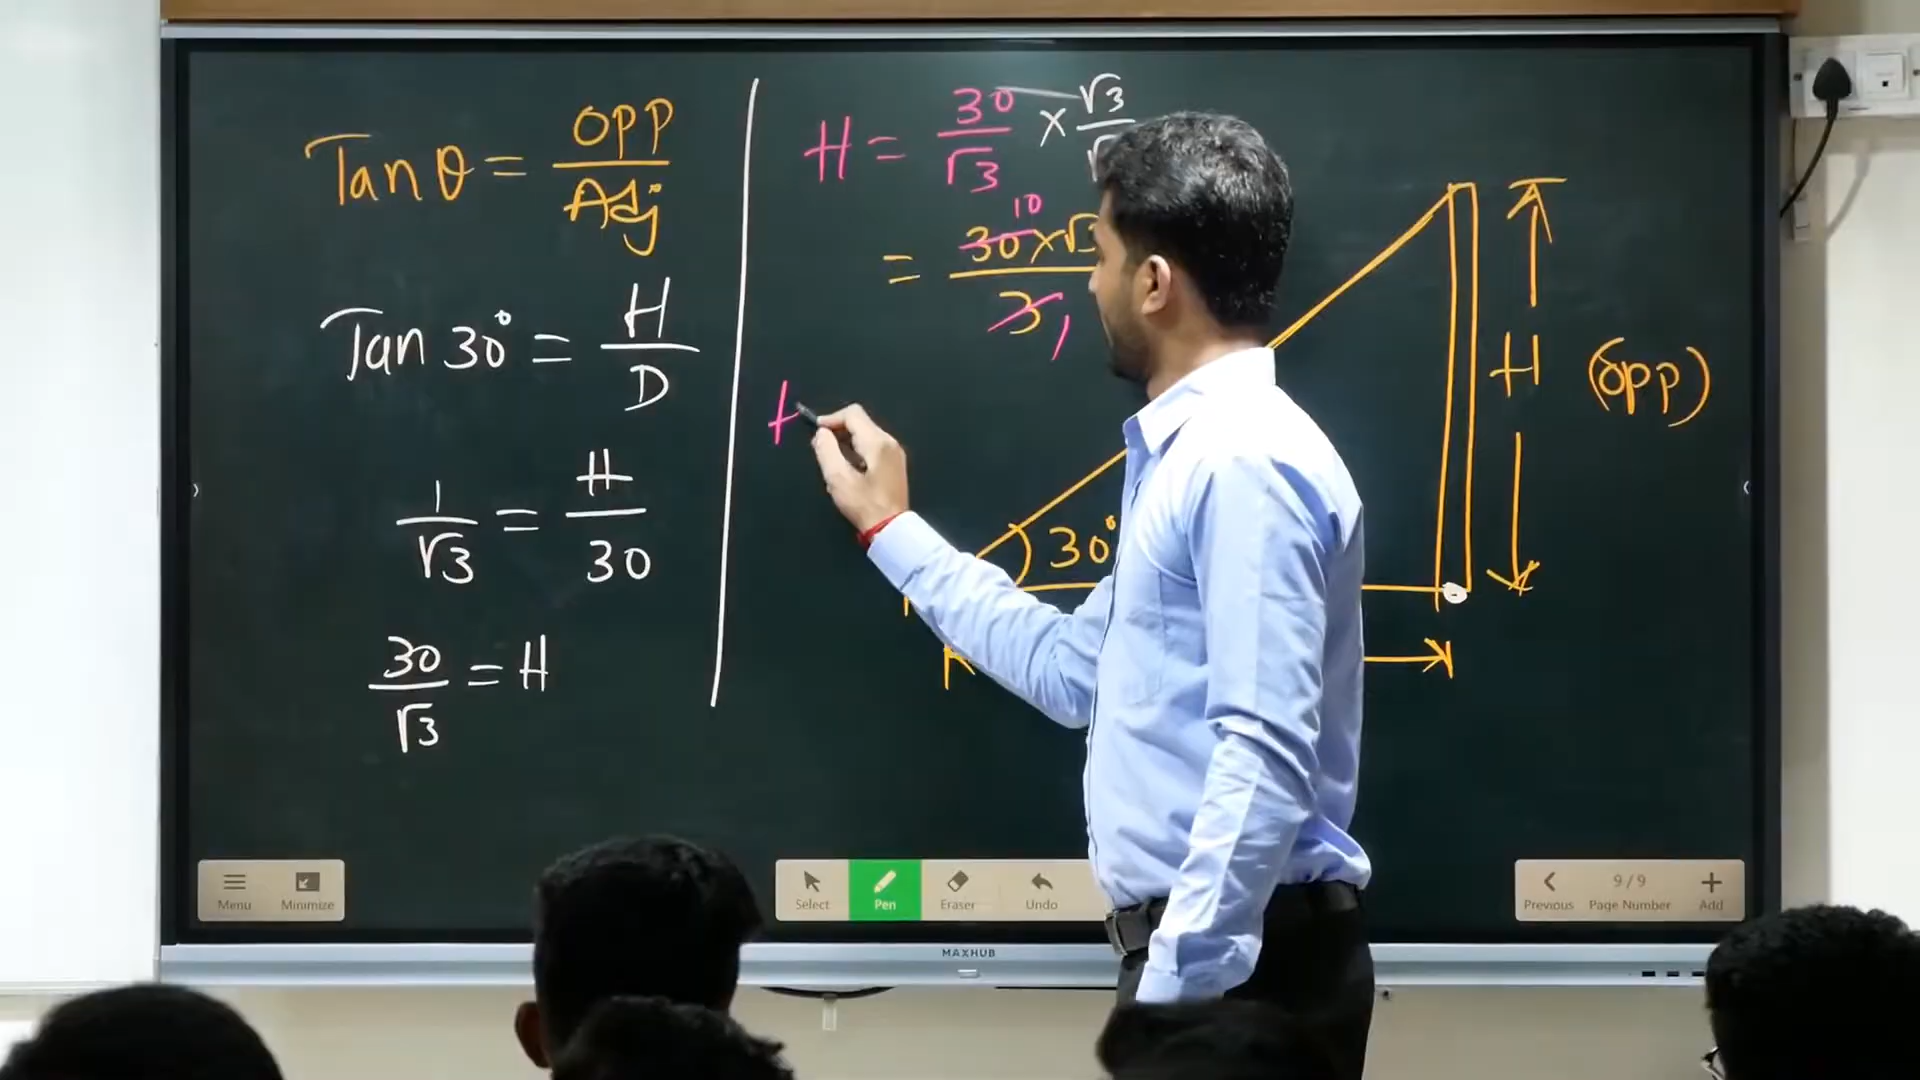 Tan θ = opp / Adj
Tan 30° = H / D
1 / √3 = H / 30
30 / √3 = H
H = 30 / √3 × √3 / √
= 30 10 × √3 / 3 1
H
30°
H (opp)
Menu Minimize
Select Pen Eraser Undo
Previous 9/9 Page Number Add
MAXHUB